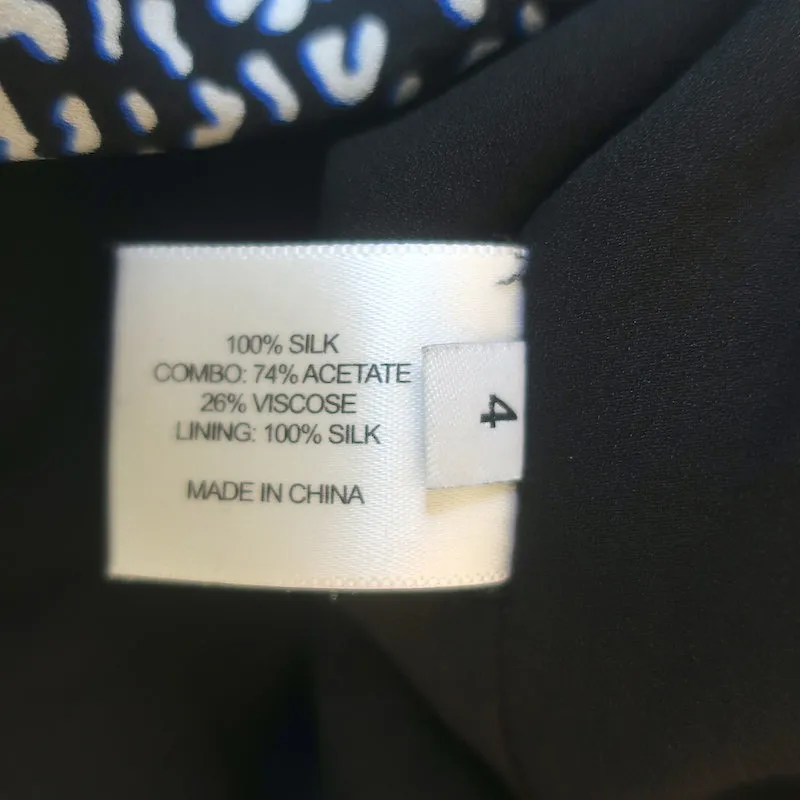 100% SILK
COMBO: 74% ACETATE
26% VISCOSE
LINING: 100% SILK
MADE IN CHINA
4